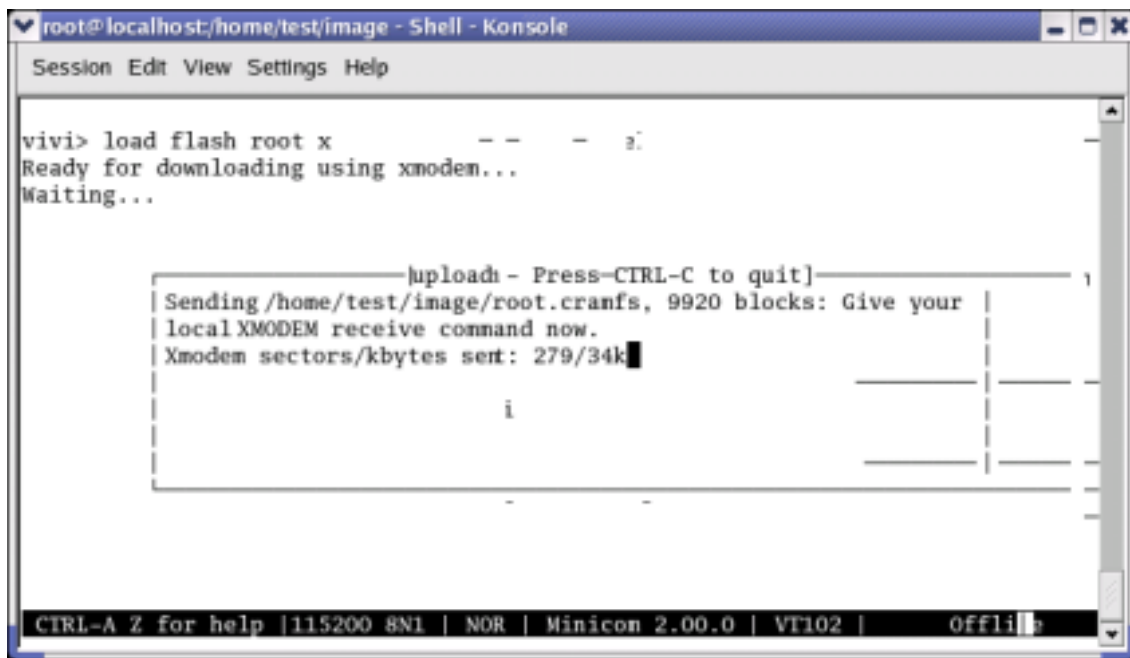 root@localhost:/home/test/image - Shell - Konsole
Session Edit View Settings Help
vivi> load flash root x
Ready for downloading using xmodem...
Waiting...
Press CTRL-C to quit]
Sending /home/test/image/root.cramfs, 9920 blocks: Give your
local XMODEM receive command now.
Xmodem sectors/kbytes sent: 279/34k
CTRL-A Z for help |115200 8N1 | NOR | Minicom 2.00.0 | VT102 |